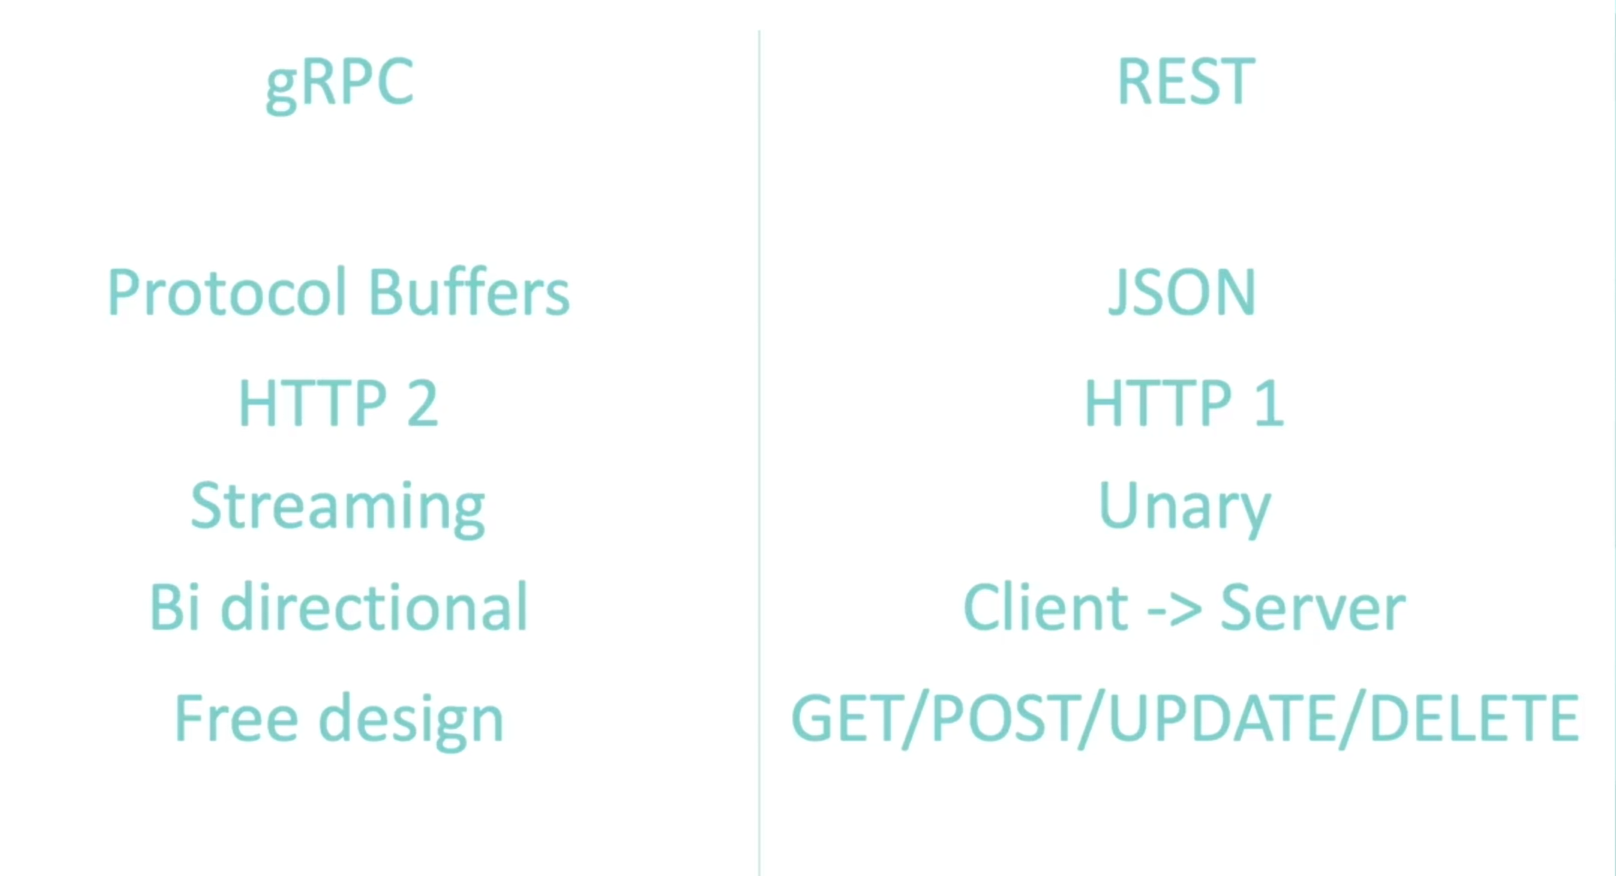 gRPC
REST
Protocol Buffers
JSON
HTTP 2
HTTP 1
Streaming
Unary
Bi directional
Client -> Server
Free design
GET/POST/UPDATE/DELETE